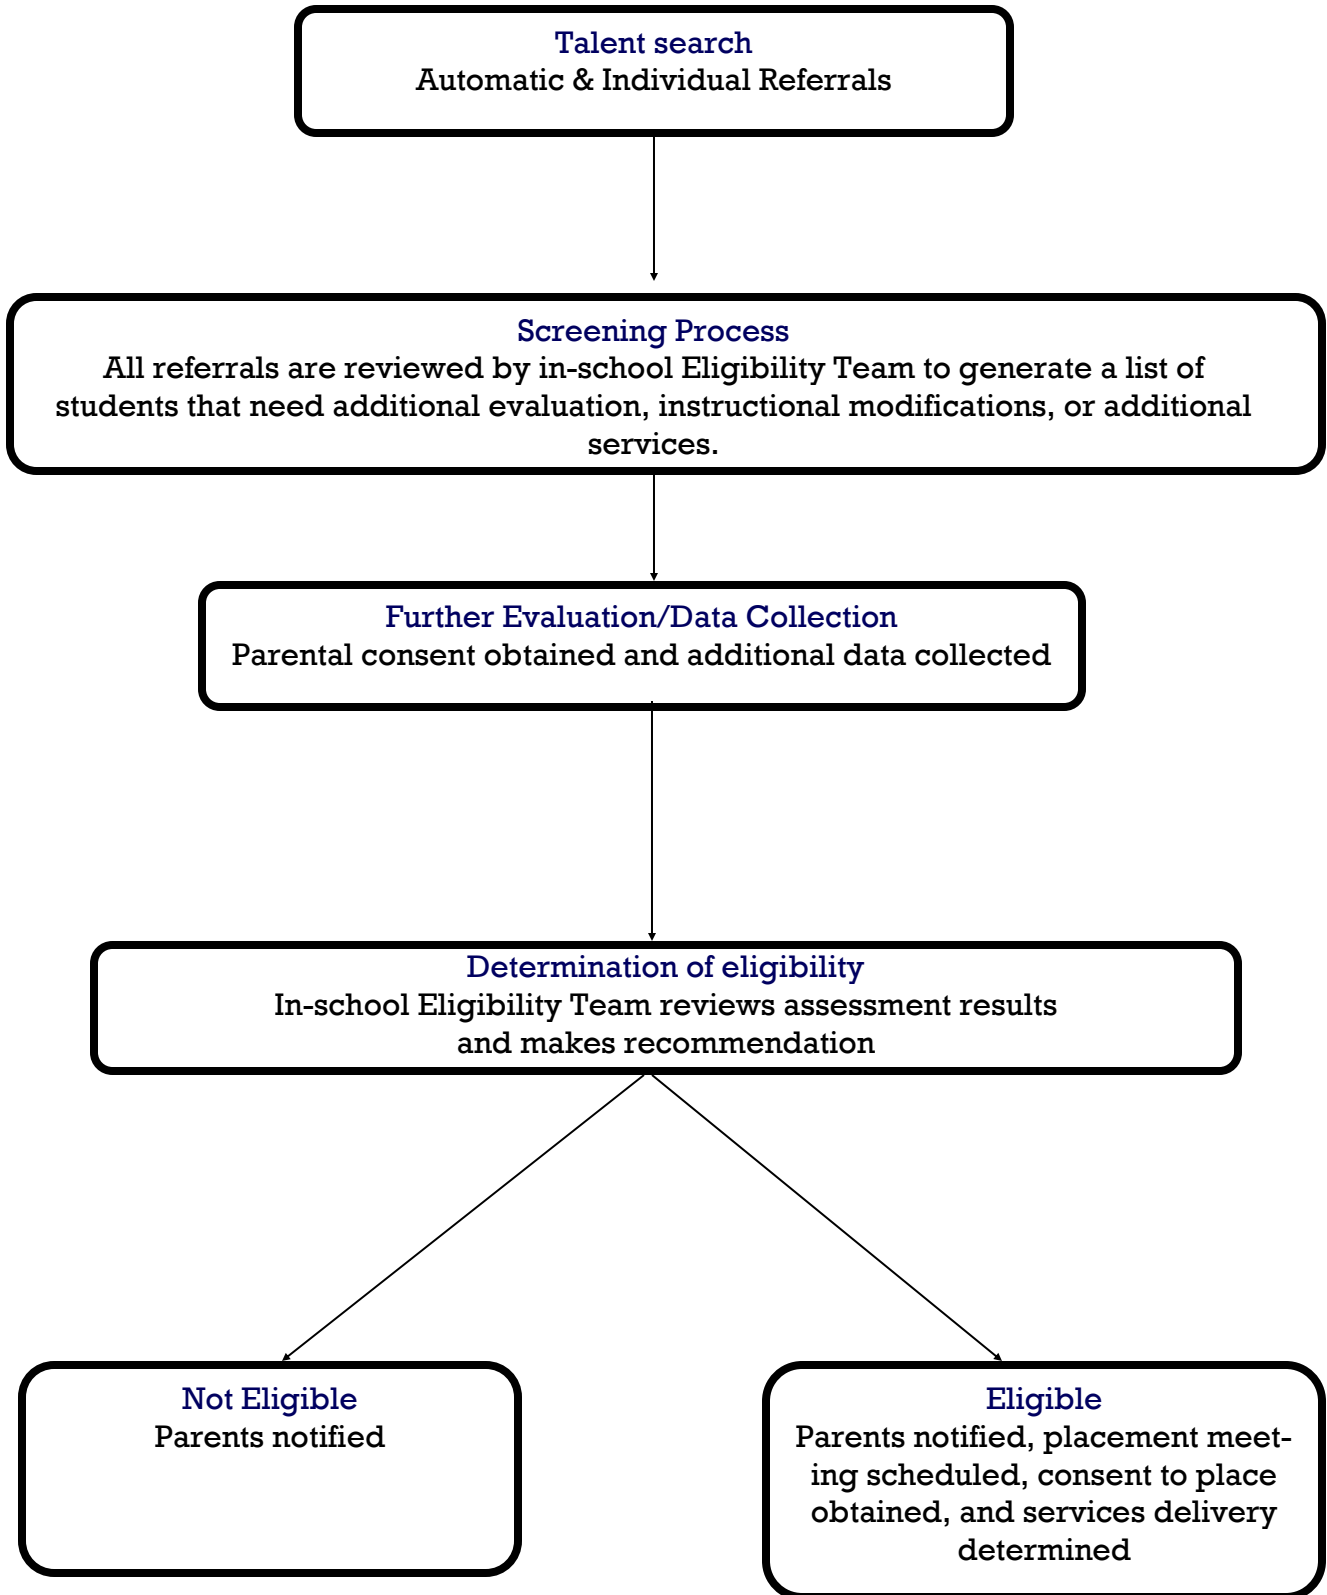 Talent search
Automatic & Individual Referrals
Screening Process
All referrals are reviewed by in-school Eligibility Team to generate a list of
students that need additional evaluation, instructional modifications, or additional
services.
Further Evaluation/Data Collection
Parental consent obtained and additional data collected
Determination of eligibility
In-school Eligibility Team reviews assessment results
and makes recommendation
Not Eligible
Parents notified
Eligible
Parents notified, placement meet-
ing scheduled, consent to place
obtained, and services delivery
determined